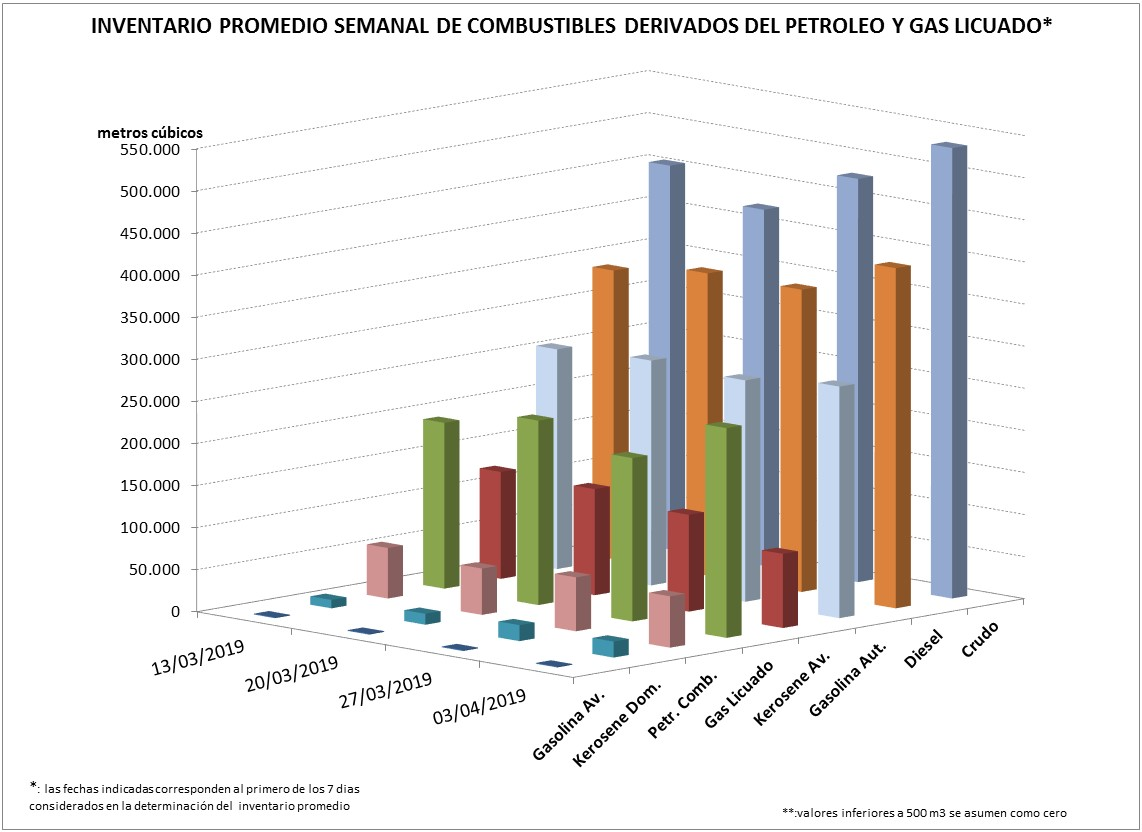 INVENTARIO PROMEDIO SEMANAL DE COMBUSTIBLES DERIVADOS DEL PETROLEO Y GAS LICUADO*
metros cúbicos
550.000
500.000
450.000
400.000
350.000
300.000
250.000
200.000
150.000
100.000
50.000
0
13/03/2019
20/03/2019
27/03/2019
03/04/2019
Gasolina Av.
Kerosene Dom.
Petr. Comb.
Gas Licuado
Kerosene Av.
Gasolina Aut.
Diesel
Crudo
*: las fechas indicadas corresponden al primero de los 7 dias
considerados en la determinación del inventario promedio
**:valores inferiores a 500 m3 se asumen como cero